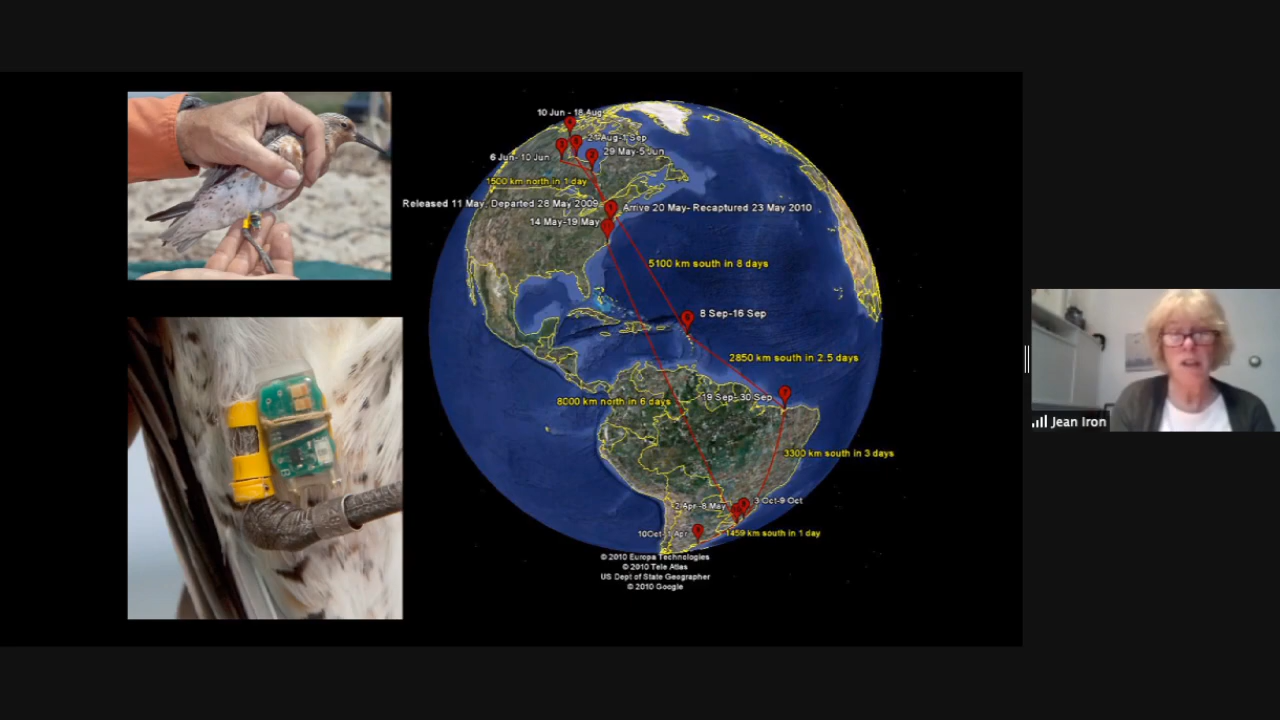 10 Jun - 18 Aug
21 Aug-1 Sep
29 May-5 Jun
6 Jun- 10 Jun
1500 km north in 1 day
Released 11 May, Departed 28 May 2009
Arrive 20 May- Recaptured 23 May 2010
14 May-19 May
5100 km south in 8 days
8 Sep-16 Sep
2850 km south in 2.5 days
19 Sep- 30 Sep
8000 km north in 6 days
3300 km south in 3 days
2 Apr-8 May
3 Oct-9 Oct
10Oct-1 Apr
1459 km south in 1 day
© 2010 Europa Technologies
© 2010 Tele Atlas
US Dept of State Geographer
© 2010 Google
Jean Iron